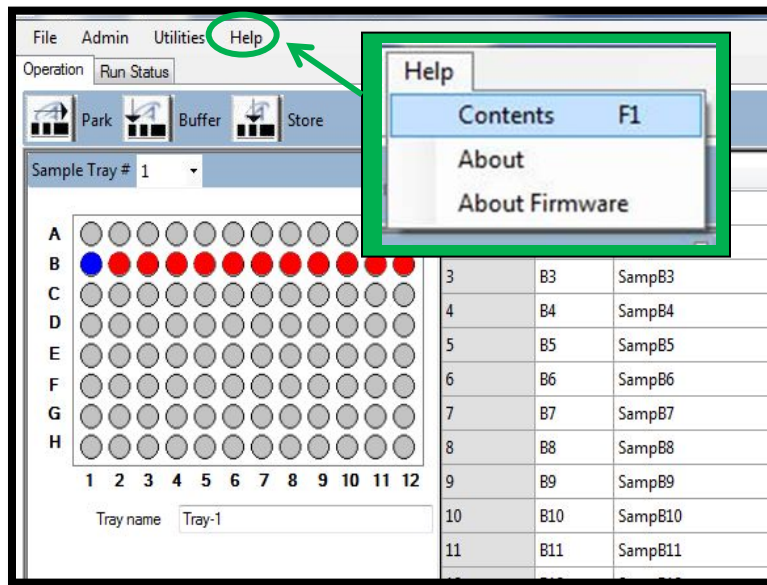 File Admin Utilities Help
Operation Run Status
Park Buffer Store
Sample Tray # 1
Help
Contents F1
About
About Firmware
A
B
C
D
E
F
G
H
1 2 3 4 5 6 7 8 9 10 11 12
Tray name Tray-1
3 B3 SampB3
4 B4 SampB4
5 B5 SampB5
6 B6 SampB6
7 B7 SampB7
8 B8 SampB8
9 B9 SampB9
10 B10 SampB10
11 B11 SampB11